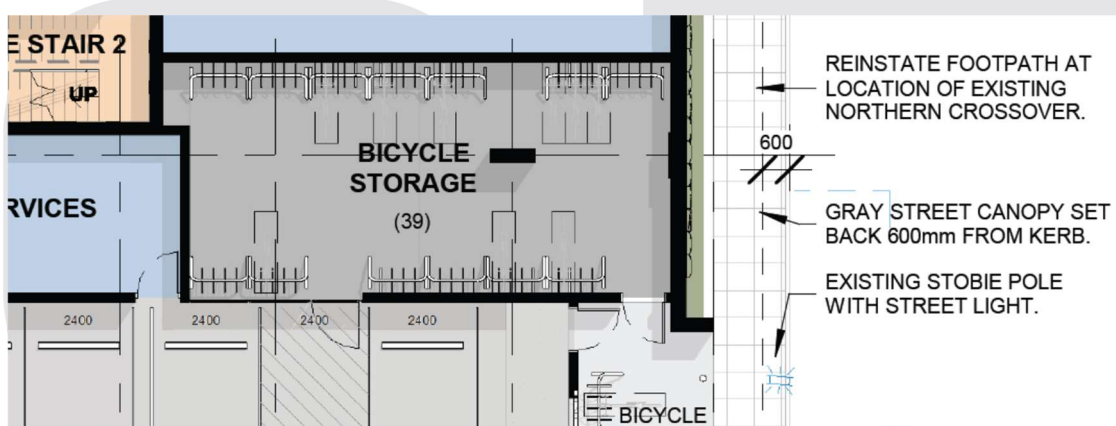 E STAIR 2
UP
BICYCLE
STORAGE
(39)
RVICES
2400
2400
2400
2400
BICYCLE
REINSTATE FOOTPATH AT
LOCATION OF EXISTING
NORTHERN CROSSOVER.
600
GRAY STREET CANOPY SET
BACK 600mm FROM KERB.
EXISTING STOBIE POLE
WITH STREET LIGHT.